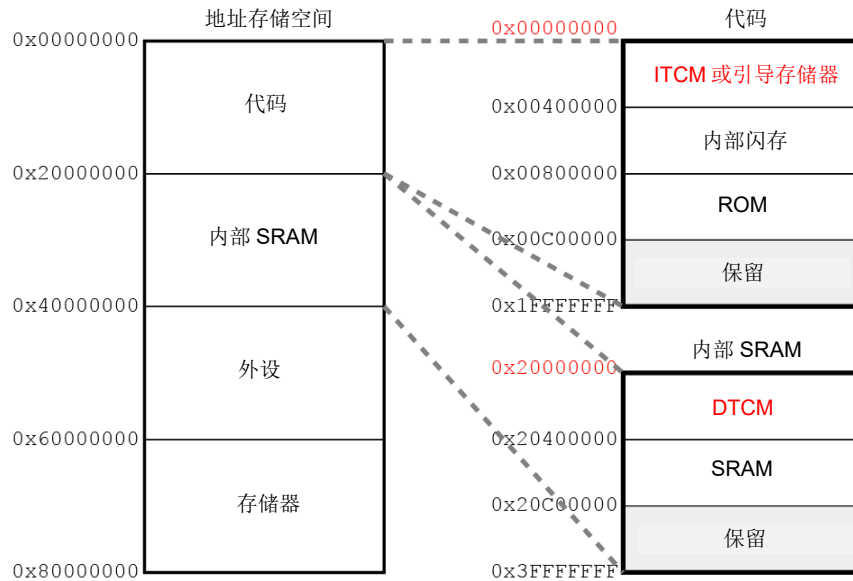 地址存储空间
0x00000000
代码
0x20000000
内部 SRAM
0x40000000
外设
0x60000000
存储器
0x80000000
代码
0x00000000
ITCM 或引导存储器
0x00400000
内部闪存
0x00800000
ROM
0x00C00000
保留
0x1FFFFFFF
内部 SRAM
0x20000000
DTCM
0x20400000
SRAM
0x20C00000
保留
0x3FFFFFFF